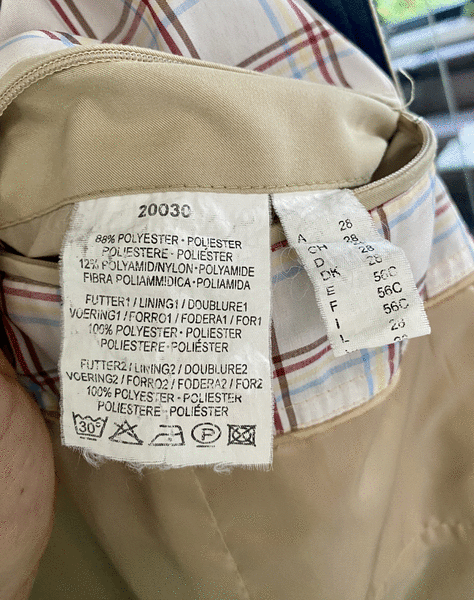 20030
88% POLYESTER • POLIESTER
POLIESTERE • POLIÉSTER
12% POLYAMID/NYLON • POLYAMIDE
FIBRA POLIAMMIDICA • POLIAMIDA
FUTTER1 / LINING1 / DOUBLURE1
VOERING1 / FORRO1 / FODERA1 / FOR1
100% POLYESTER • POLIESTER
POLIESTERE • POLIÉSTER
FUTTER2 / LINING2 / DOUBLURE2
VOERING2 / FORRO2 / FODERA2 / FOR2
100% POLYESTER • POLIESTER
POLIESTERE • POLIÉSTER
30°
P
A 28
CH 28
D 28
DK 28
E 56C
F 56C
I 56C
L 28